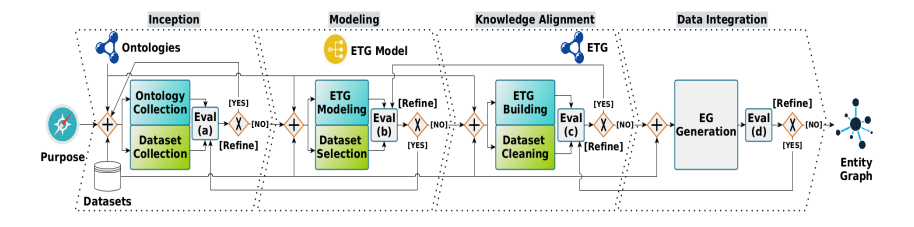 Inception
Modeling
Knowledge Alignment
Data Integration
Ontologies
ETG Model
ETG
Purpose
Datasets
Ontology
Collection
Dataset
Collection
Eval
(a)
X
[YES]
[NO]
[Refine]
ETG
Modeling
Dataset
Selection
Eval
(b)
[Refine]
X
[NO]
[YES]
ETG
Building
Dataset
Cleaning
Eval
(c)
X
[YES]
[NO]
[Refine]
EG
Generation
Eval
(d)
[Refine]
X
[NO]
[YES]
Entity
Graph